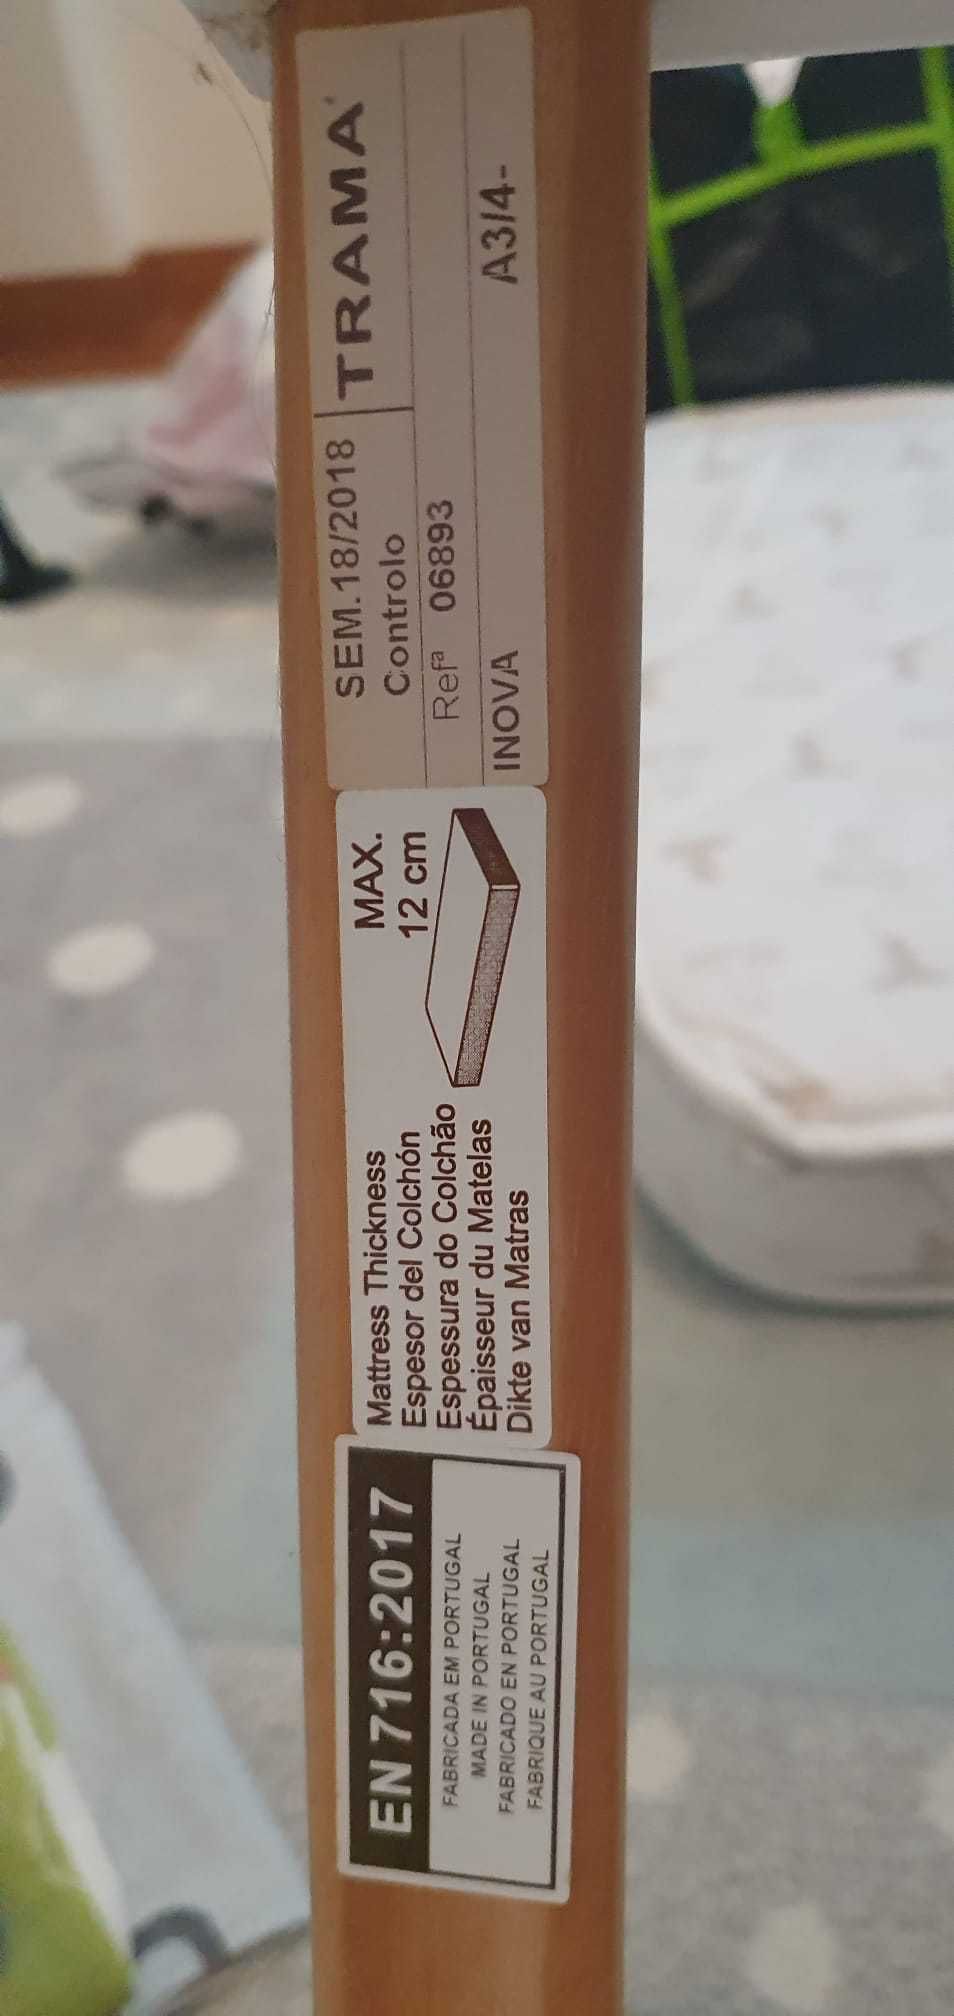 EN 716:2017
FABRICADA EM PORTUGAL
MADE IN PORTUGAL
FABRICADO EN PORTUGAL
FABRIQUE AU PORTUGAL
Mattress Thickness
Espesor del Colchón
Espessura do Colchão
Épaisseur du Matelas
Dikte van Matras
MAX.
12 cm
SEM.18/2018
Controlo
TRAMA
Refª 06893
INOVA A3/4-